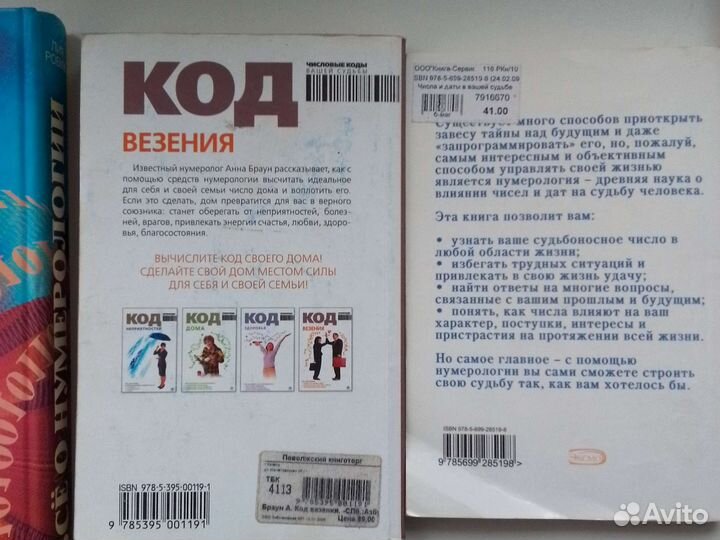 ВСЁ О НУМЕРОЛОГИИ
КОД
ЧИСЛОВЫЕ КОДЫ
ВАШЕЙ СУДЬБЫ
ВЕЗЕНИЯ
Известный нумеролог Анна Браун рассказывает, как с
помощью средств нумерологии высчитать идеальное
для себя и своей семьи число дома и воплотить его.
Если это сделать, дом превратится для вас в верного
союзника: станет оберегать от неприятностей, болез-
ней, врагов, привлекать энергии счастья, любви, здоро-
вья, благосостояния.
ВЫЧИСЛИТЕ КОД СВОЕГО ДОМА!
СДЕЛАЙТЕ СВОЙ ДОМ МЕСТОМ СИЛЫ
ДЛЯ СЕБЯ И СВОЕЙ СЕМЬИ!
КОД
НЕПРИЯТНОСТЕЙ
КОД
ДОМА
КОД
ЗДОРОВЬЯ
КОД
ВЕЗЕНИЯ
ISBN 978-5-395-00119-1
9 785395 001191
Поволжский книготорг
ТБК
4113
Браун А. Код везения. -СПб.:Азб
Цена 89,00
ООО"Книга-Сервис 116 РКн/10
ISBN 978-5-699-28519-8 (24.02.09
Числа и даты в вашей судьбе
7916670
41.00
Существует много способов приоткрыть
завесу тайны над будущим и даже
«запрограммировать» его, но, пожалуй,
самым интересным и объективным
способом управлять своей жизнью
является нумерология – древняя наука о
влиянии чисел и дат на судьбу человека.
Эта книга позволит вам:
• узнать ваше судьбоносное число в
любой области жизни;
• избегать трудных ситуаций и
привлекать в свою жизнь удачу;
• найти ответы на многие вопросы,
связанные с вашим прошлым и будущим;
• понять, как числа влияют на ваш
характер, поступки, интересы и
пристрастия на протяжении всей жизни.
Но самое главное – с помощью
нумерологии вы сами сможете строить
свою судьбу так, как вам хотелось бы.
ISBN 978-5-699-28519-8
9 785699 285198 >
ЭКСМО
Avito